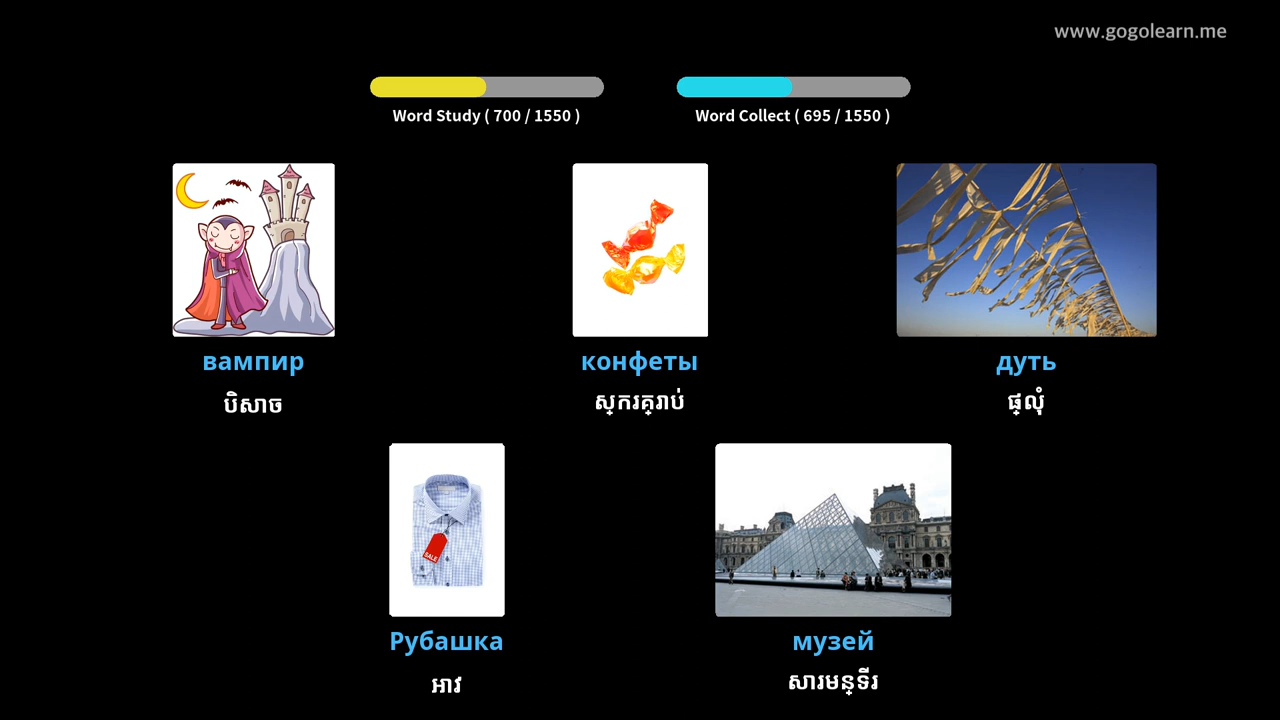 www.gogolearn.me
Word Study ( 700 / 1550 )
Word Collect ( 695 / 1550 )
вампир
конфеты
дуть
បិសាច
ស្ករគ្រាប់
ផ្លុំ
SALE
Рубашка
музей
អាវ
សារមន្ទីរ